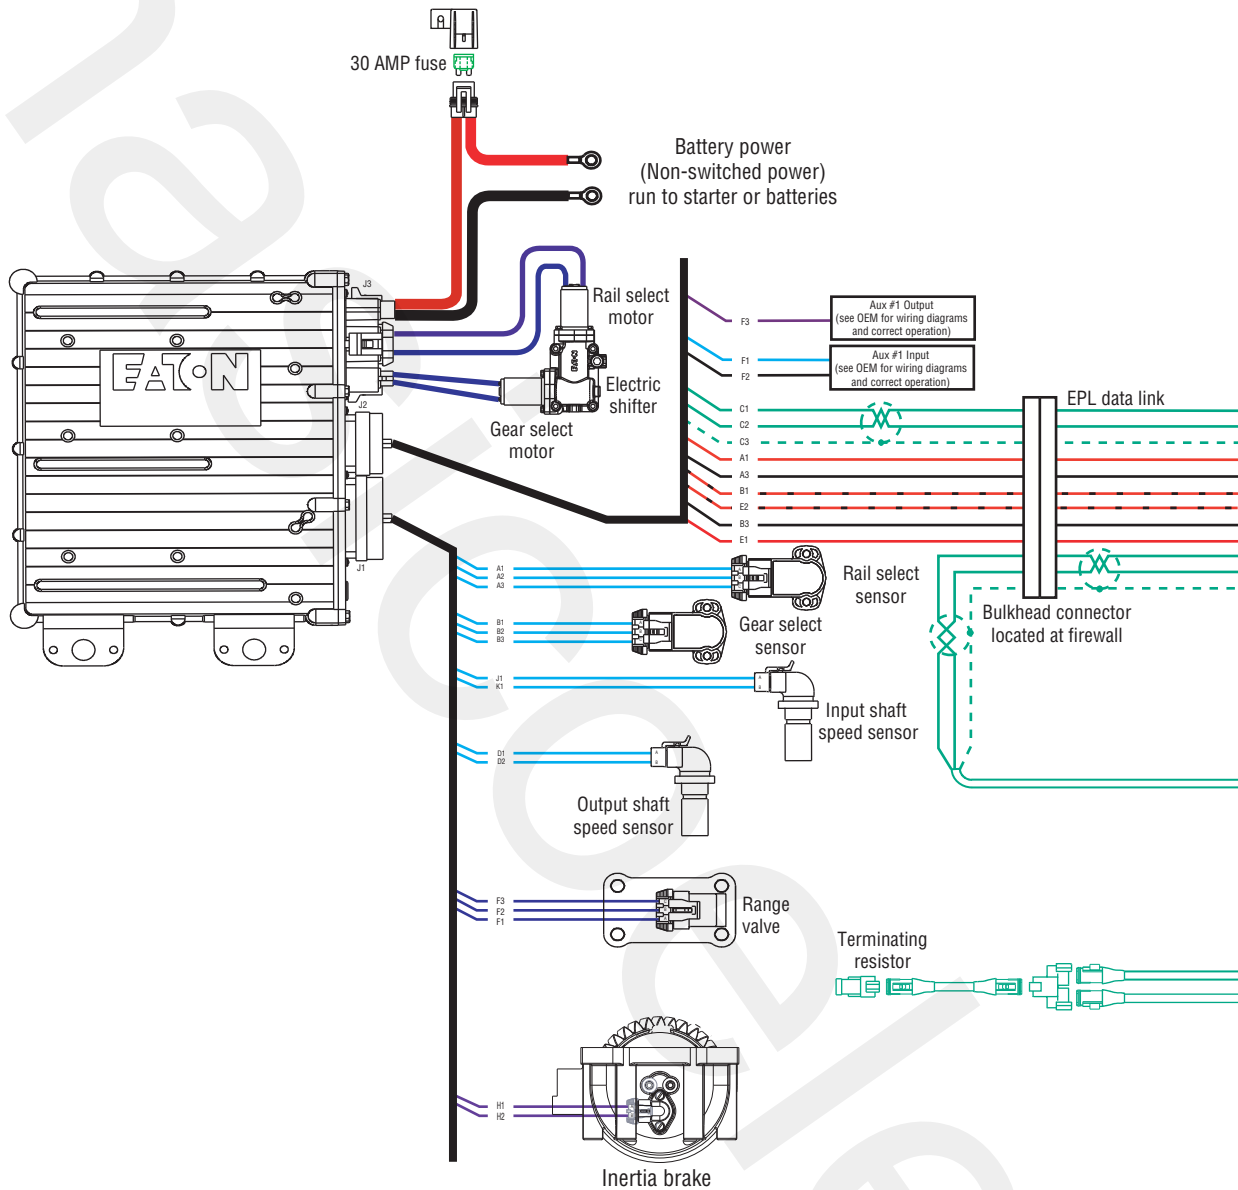 30 AMP fuse
Battery power
(Non-switched power)
run to starter or batteries
J3
Rail select
motor
EATON
EATON
Electric
shifter
J2
Gear select
motor
F3
Aux #1 Output
(see OEM for wiring diagrams
and correct operation)
F1
F2
Aux #1 Input
(see OEM for wiring diagrams
and correct operation)
C1
C2
C3
A1
A3
B1
E2
B3
E1
EPL data link
J1
A1
A2
A3
Rail select
sensor
Bulkhead connector
located at firewall
B1
B2
B3
Gear select
sensor
J1
K1
A
B
Input shaft
speed sensor
D1
D2
A
B
Output shaft
speed sensor
F3
F2
F1
Range
valve
Terminating
resistor
H1
H2
Inertia brake